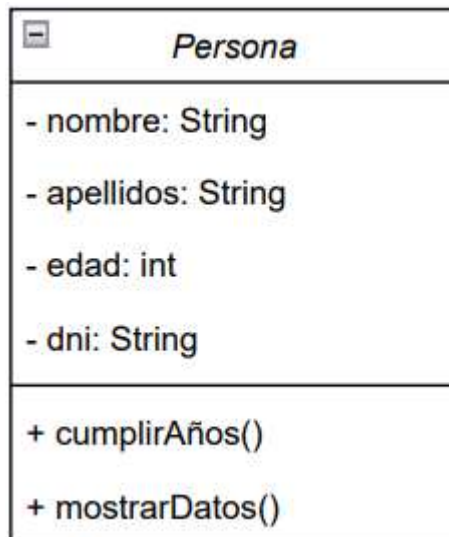 Persona
- nombre: String
- apellidos: String
- edad: int
- dni: String
+ cumplirAños()
+ mostrarDatos()